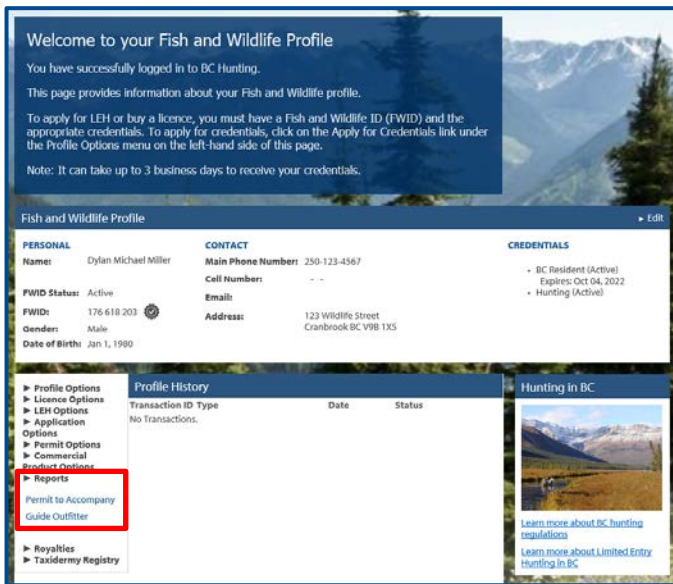 Welcome to your Fish and Wildlife Profile
You have successfully logged in to BC Hunting.
This page provides information about your Fish and Wildlife profile.
To apply for LEH or buy a licence, you must have a Fish and Wildlife ID (FWID) and the
appropriate credentials. To apply for credentials, click on the Apply for Credentials link under
the Profile Options menu on the left-hand side of this page.
Note: It can take up to 3 business days to receive your credentials.
Fish and Wildlife Profile
► Edit
PERSONAL
Name: Dylan Michael Miller
FWID Status: Active
FWID: 176 618 203
Gender: Male
Date of Birth: Jan 1, 1980
CONTACT
Main Phone Number: 250-123-4567
Cell Number: - -
Email:
Address: 123 Wildlife Street
Cranbrook BC V9B 1X5
CREDENTIALS
• BC Resident (Active)
Expires: Oct 04, 2022
• Hunting (Active)
► Profile Options
► Licence Options
► LEH Options
► Application
Options
► Permit Options
► Commercial
Product Options
► Reports
Permit to Accompany
Guide Outfitter
► Royalties
► Taxidermy Registry
Profile History
Transaction ID Type Date Status
No Transactions.
Hunting in BC
Learn more about BC hunting
regulations
Learn more about Limited Entry
Hunting in BC